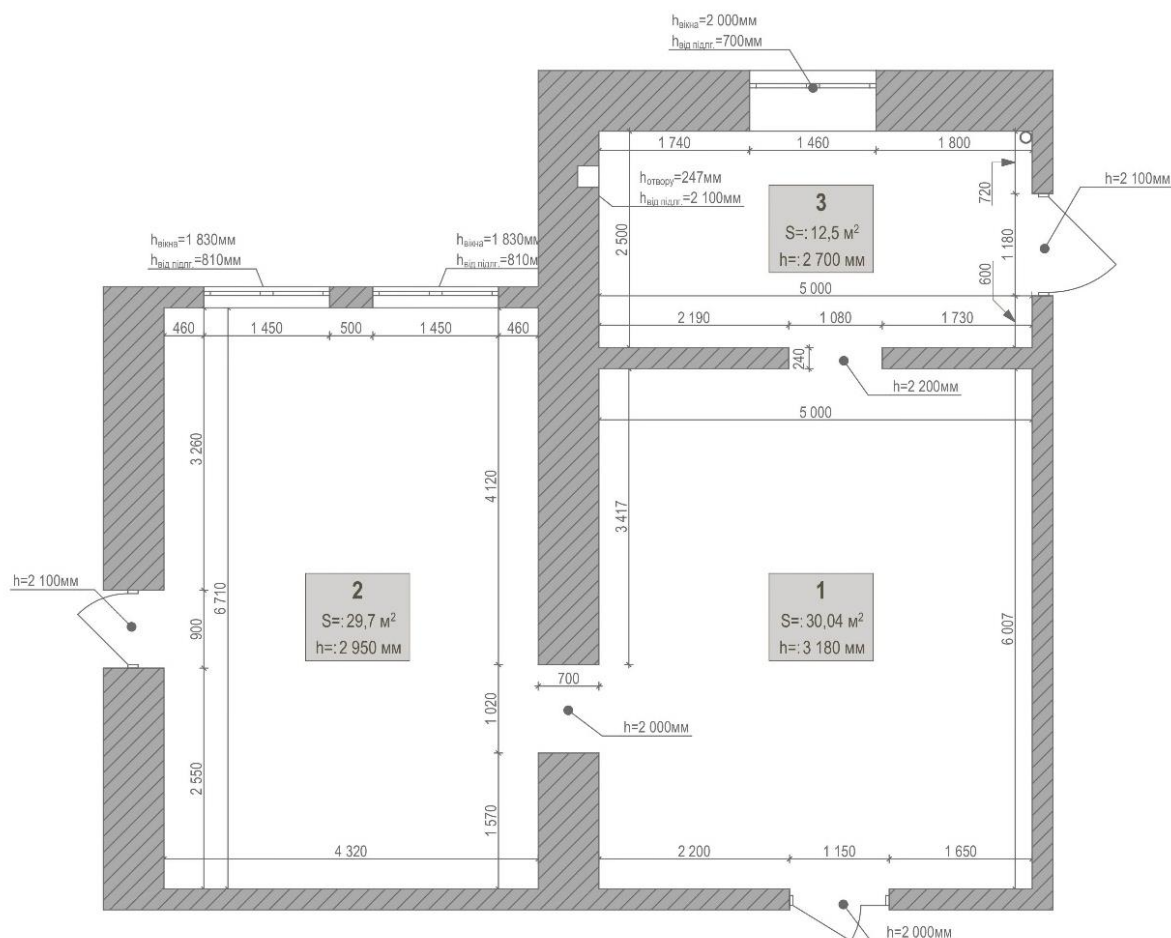 hвікна=2 000мм
hвід підлг.=700мм
1 740
1 460
1 800
720
hотвору=247мм
hвід підлг.=2 100мм
3
S=:12,5 м²
h=:2 700 мм
h=2 100мм
2 500
1 180
hвікна=1 830мм
hвід підлг.=810мм
hвікна=1 830мм
hвід підлг.=810м
600
5 000
460
1 450
500
1 450
460
2 190
1 080
1 730
240
h=2 200мм
5 000
3 260
4 120
3 417
h=2 100мм
900
6 710
2
S=:29,7 м²
h=:2 950 мм
1
S=:30,04 м²
h=:3 180 мм
6 007
700
1 020
h=2 000мм
2 550
1 570
4 320
2 200
1 150
1 650
h=2 000мм